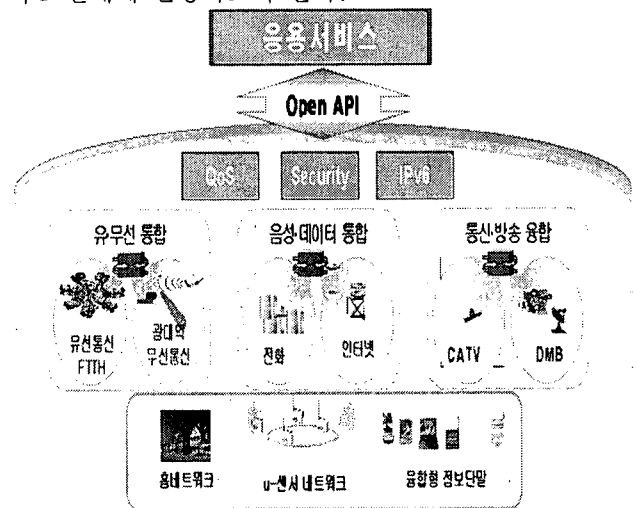 응용서비스
Open API
QoS Security IPv6
유무선 통합 음성·데이터 통합 통신·방송 융합
유선통신 FTTH
광대역 무선통신
전화 인터넷
CATV DMB
홈네트워크 u-센서 네트워크 융합형 정보단말